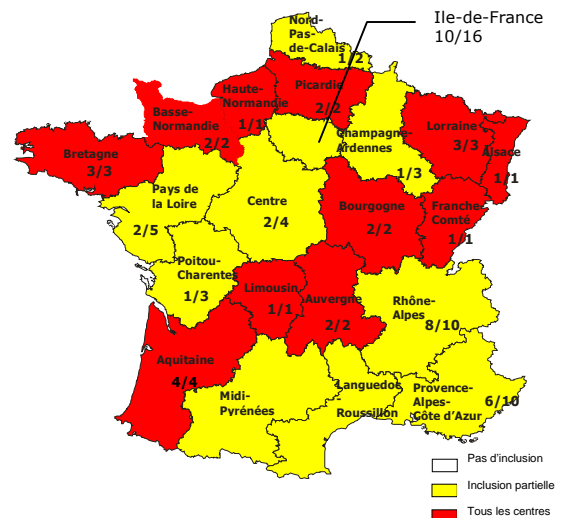 Ile-de-France
10/16
Nord-
Pas-
de-Calais
1/2
Haute-
Normandie
1/1
Picardie
2/2
Basse-
Normandie
2/2
Champagne-
Ardennes
1/3
Lorraine
3/3
Alsace
1/1
Bretagne
3/3
Pays de
la Loire
2/5
Centre
2/4
Bourgogne
2/2
Franche-
Comté
1/1
Poitou-
Charentes
1/3
Limousin
1/1
Auvergne
2/2
Rhône-
Alpes
8/10
Aquitaine
4/4
Midi-
Pyrénées
Languedoc
Roussillon
Provence-
Alpes-
Côte d'Azur
6/10
Pas d'inclusion
Inclusion partielle
Tous les centres